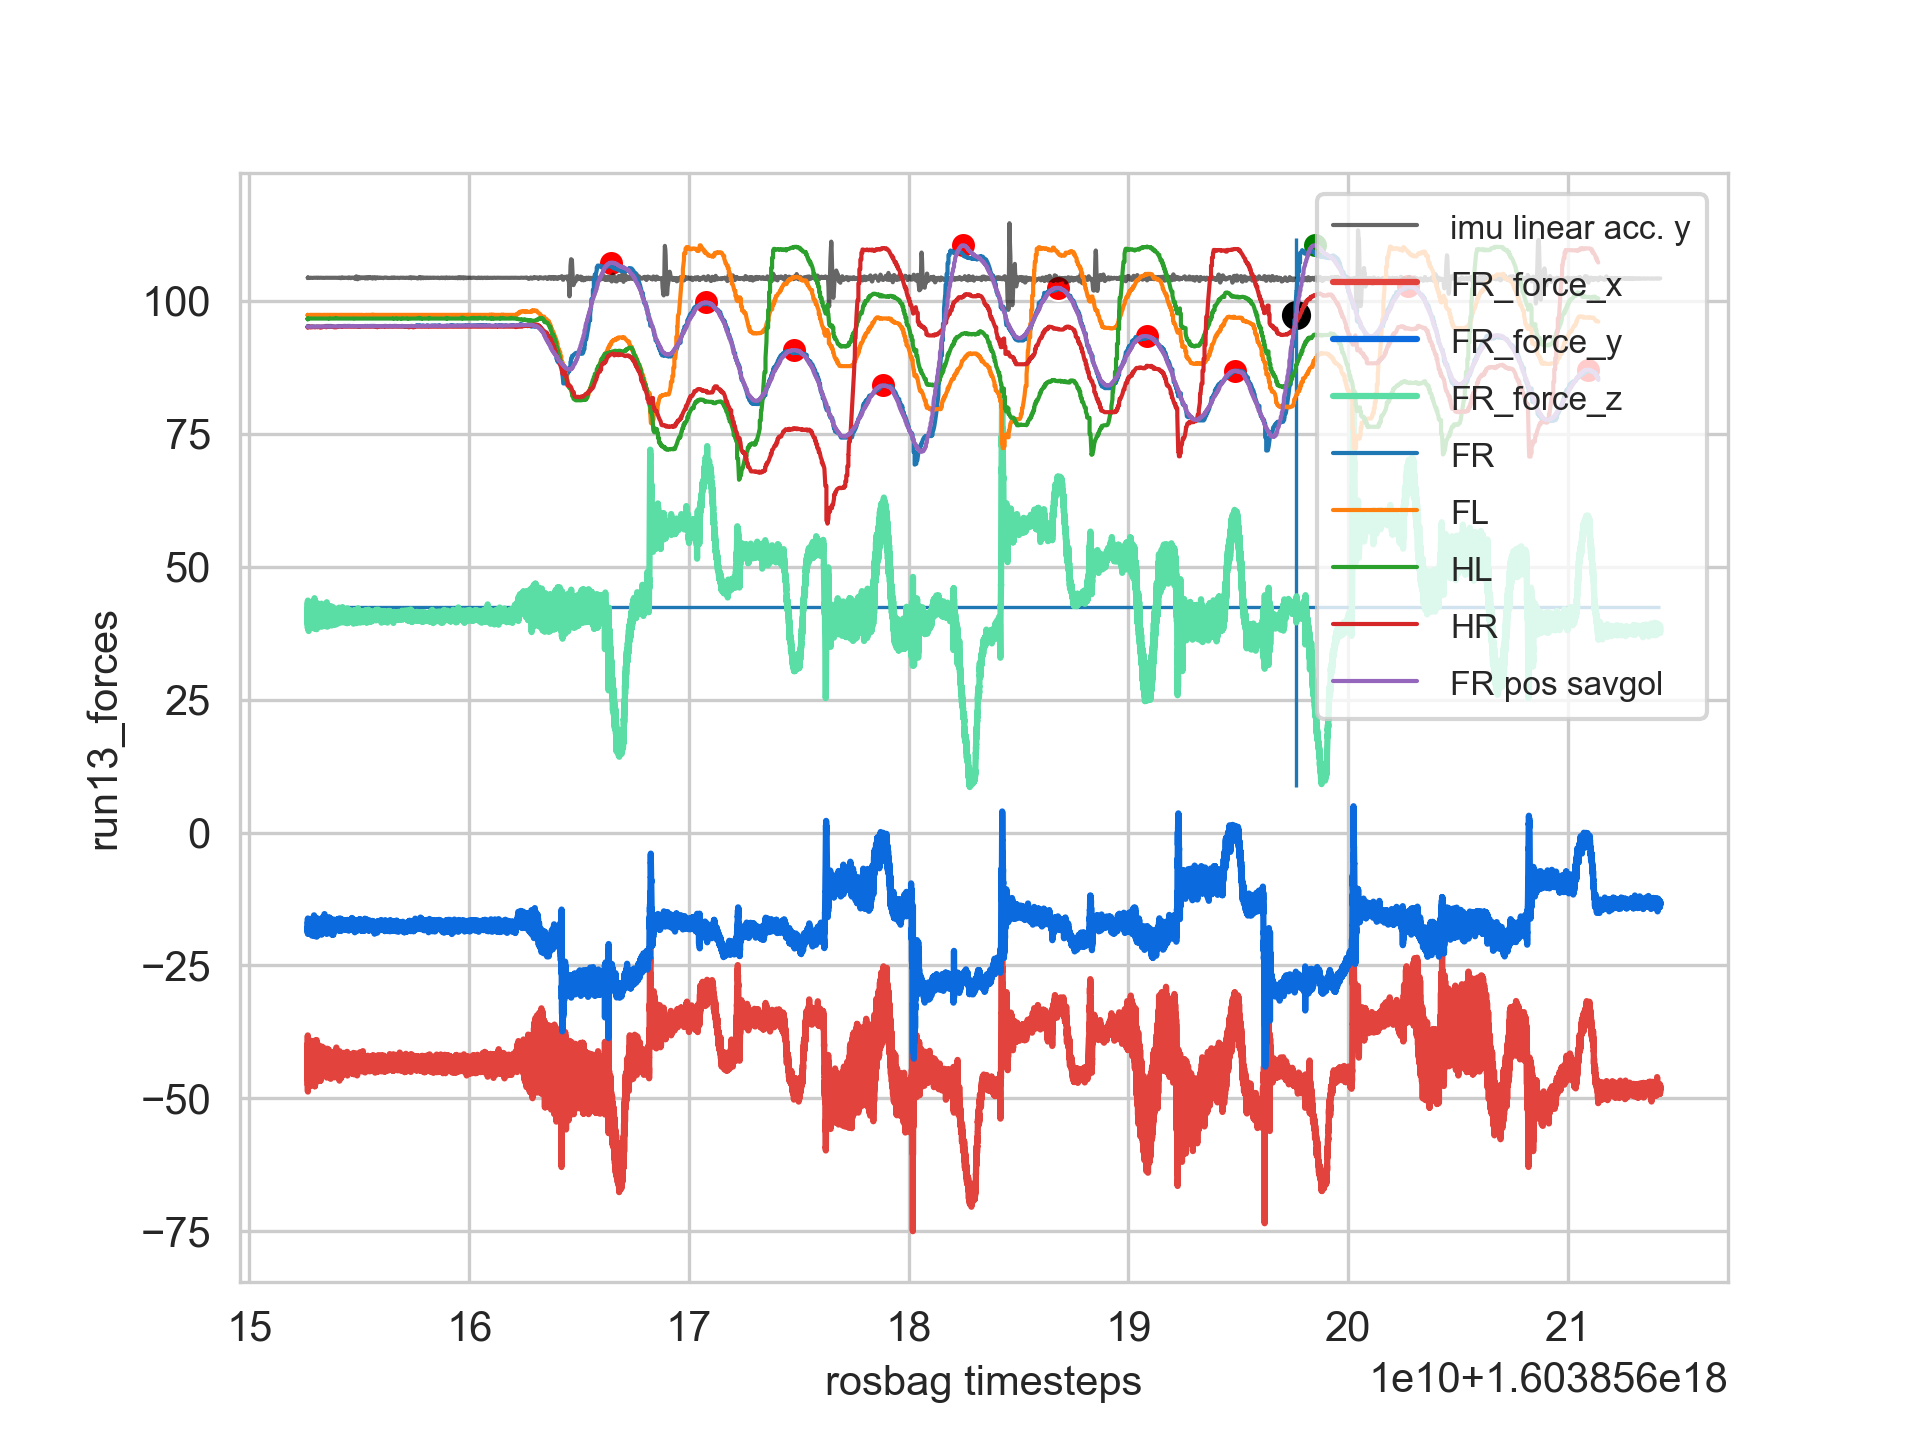 imu linear acc. y
FR_force_x
FR_force_y
FR_force_z
FR
FL
HL
HR
FR pos savgol
100
75
50
25
0
−25
−50
−75
run13_forces
15 16 17 18 19 20 21
rosbag timesteps
1e10+1.603856e18